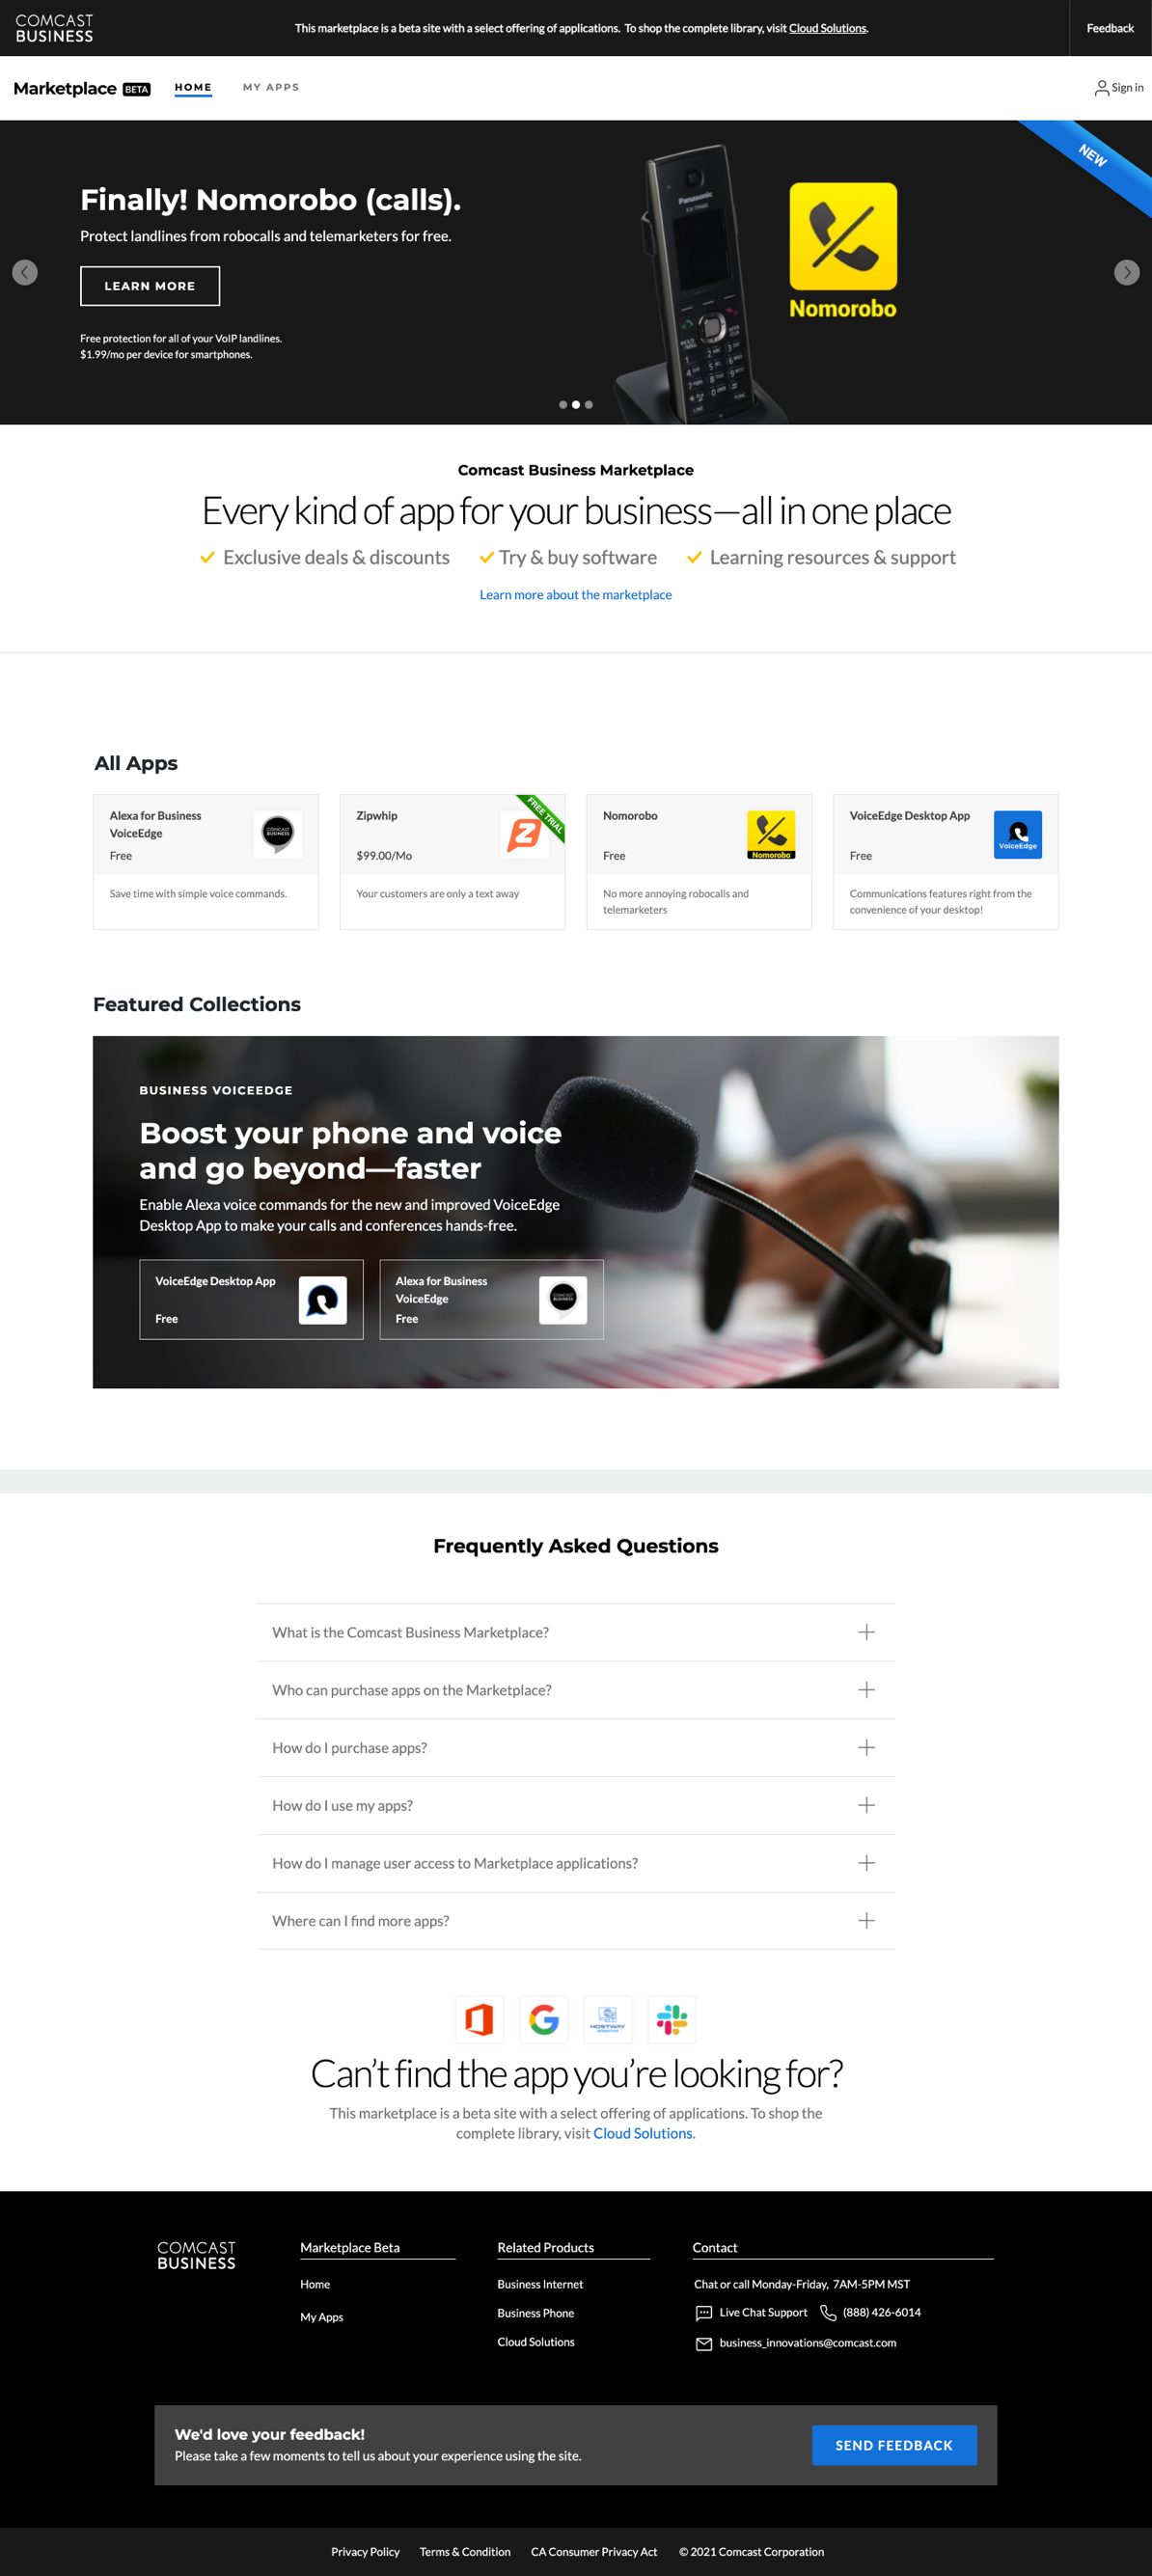 COMCAST
BUSINESS
This marketplace is a beta site with a select offering of applications. To shop the complete library, visit Cloud Solutions.
Feedback
Marketplace BETA
HOME
MY APPS
Sign in
NEW
Finally! Nomorobo (calls).
Protect landlines from robocalls and telemarketers for free.
LEARN MORE
Free protection for all of your VoIP landlines.
$1.99/mo per device for smartphones.
Panasonic
Nomorobo
Comcast Business Marketplace
Every kind of app for your business—all in one place
Exclusive deals & discounts
Try & buy software
Learning resources & support
Learn more about the marketplace
All Apps
Alexa for Business
VoiceEdge
Free
COMCAST
BUSINESS
Save time with simple voice commands.
Zipwhip
$99.00/Mo
FREE TRIAL
Your customers are only a text away
Nomorobo
Free
Nomorobo
No more annoying robocalls and
telemarketers
VoiceEdge Desktop App
Free
VoiceEdge
Communications features right from the
convenience of your desktop!
Featured Collections
BUSINESS VOICEEDGE
Boost your phone and voice
and go beyond—faster
Enable Alexa voice commands for the new and improved VoiceEdge
Desktop App to make your calls and conferences hands-free.
VoiceEdge Desktop App
Free
Alexa for Business
VoiceEdge
Free
COMCAST
BUSINESS
Frequently Asked Questions
What is the Comcast Business Marketplace?
Who can purchase apps on the Marketplace?
How do I purchase apps?
How do I use my apps?
How do I manage user access to Marketplace applications?
Where can I find more apps?
HOSTWAY
WEBSITES
Can’t find the app you’re looking for?
This marketplace is a beta site with a select offering of applications. To shop the
complete library, visit Cloud Solutions.
COMCAST
BUSINESS
Marketplace Beta
Home
My Apps
Related Products
Business Internet
Business Phone
Cloud Solutions
Contact
Chat or call Monday-Friday, 7AM-5PM MST
Live Chat Support
(888) 426-6014
business_innovations@comcast.com
We'd love your feedback!
Please take a few moments to tell us about your experience using the site.
SEND FEEDBACK
Privacy Policy
Terms & Condition
CA Consumer Privacy Act
© 2021 Comcast Corporation